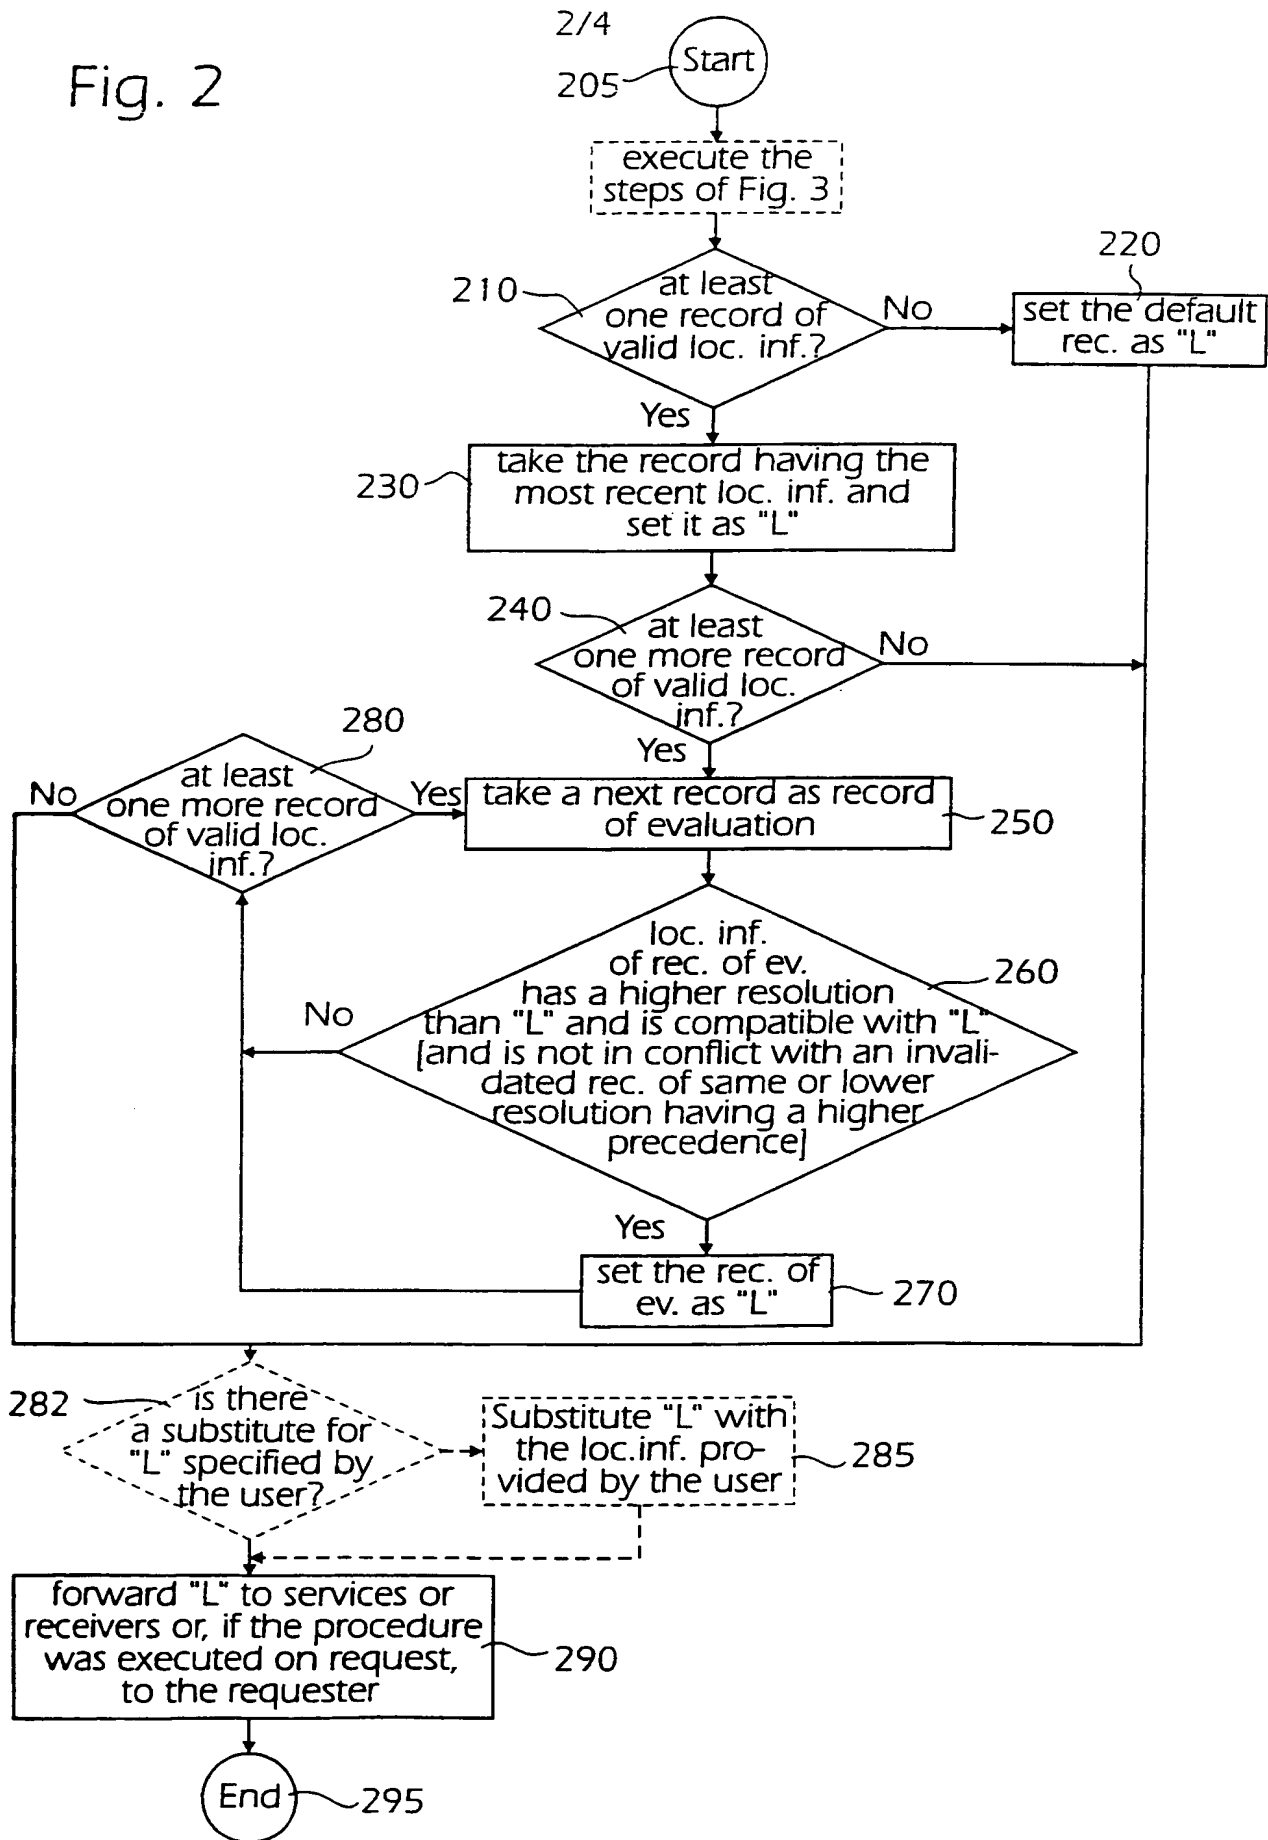 2/4
Fig. 2
Start
205
execute the
steps of Fig. 3
210
at least
one record of
valid loc. inf.?
No
220
set the default
rec. as "L"
Yes
230
take the record having the
most recent loc. inf. and
set it as "L"
240
at least
one more record
of valid loc.
inf.?
No
Yes
280
at least
one more record
of valid loc.
inf.?
No
Yes
take a next record as record
of evaluation
250
loc. inf.
of rec. of ev.
has a higher resolution
than "L" and is compatible with "L"
[and is not in conflict with an invali-
dated rec. of same or lower
resolution having a higher
precedence]
260
No
Yes
set the rec. of
ev. as "L"
270
282
is there
a substitute for
"L" specified by
the user?
Substitute "L" with
the loc.inf. pro-
vided by the user
285
forward "L" to services or
receivers or, if the procedure
was executed on request,
to the requester
290
End
295